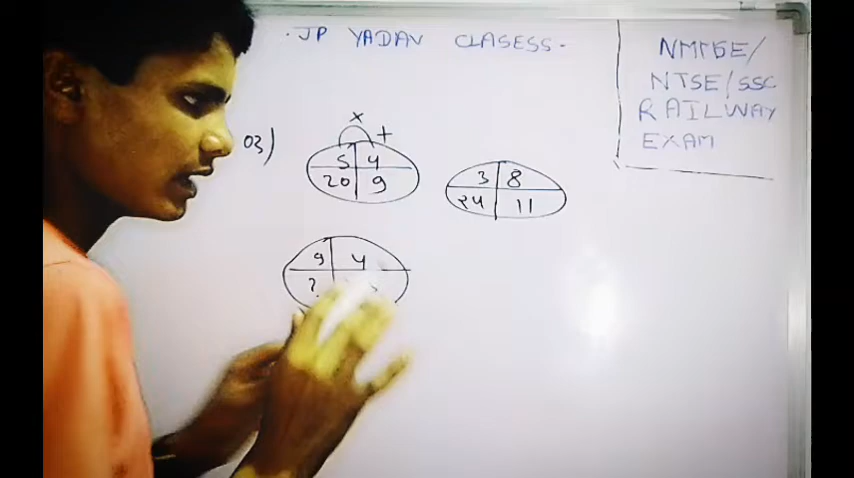 . JP YADAV CLASESS.
NMMSE/
NTSE/SSC
RAILWAY
EXAM
× +
03)
5 4
20 9
3 8
24 11
9 4
?